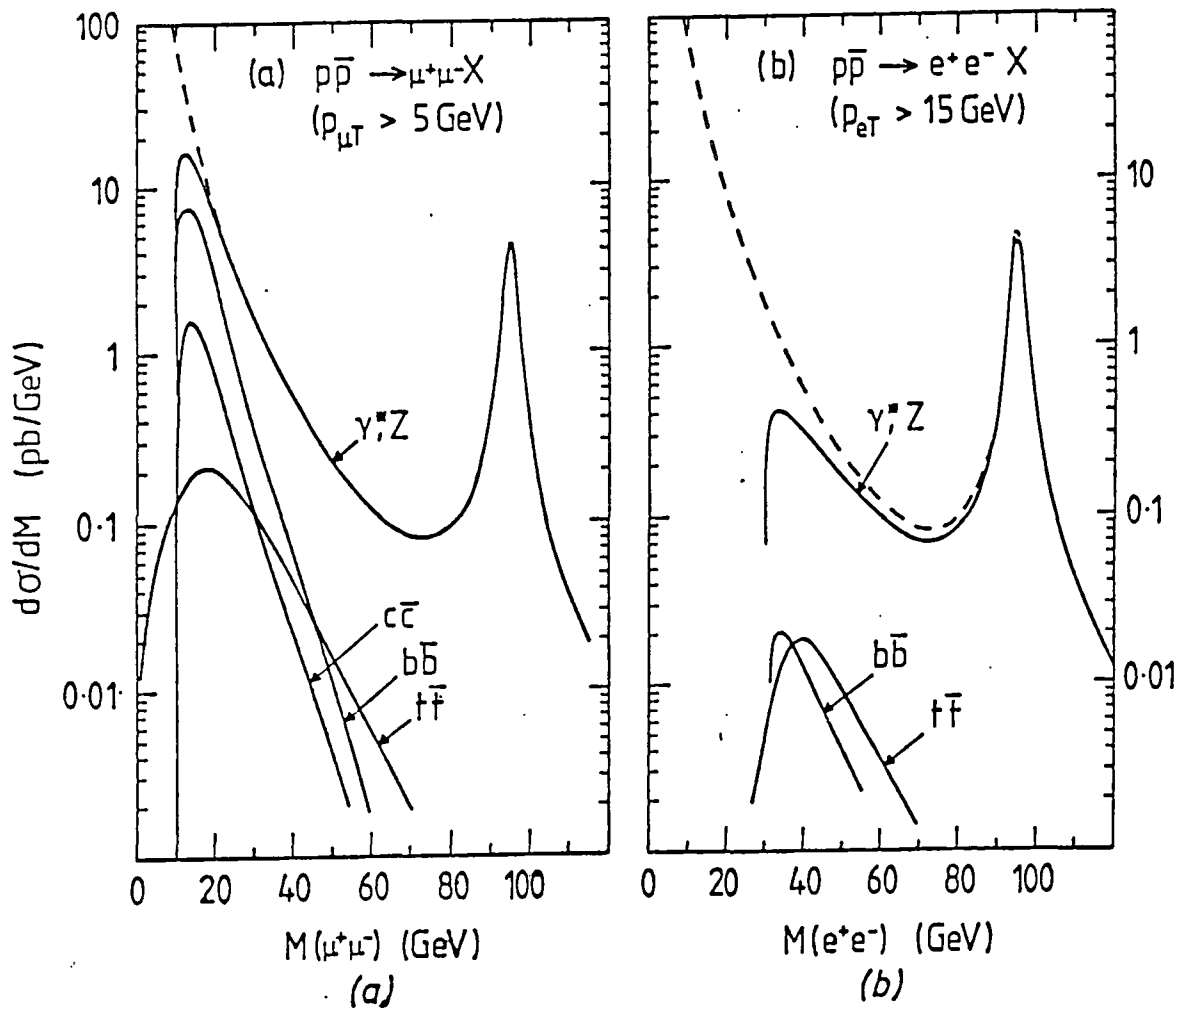 dσ/dM (pb/GeV)
100
10
1
0·1
0·01
(a) pp̅ → μ⁺μ⁻X
(p_μT > 5 GeV)
γ*, Z
cc̅
bb̅
tt̅
0 20 40 60 80 100
M(μ⁺μ⁻) (GeV)
(a)
(b) pp̅ → e⁺e⁻ X
(p_eT > 15 GeV)
γ*, Z
bb̅
tt̅
10
1
0·1
0·01
0 20 40 60 80 100
M(e⁺e⁻) (GeV)
(b)